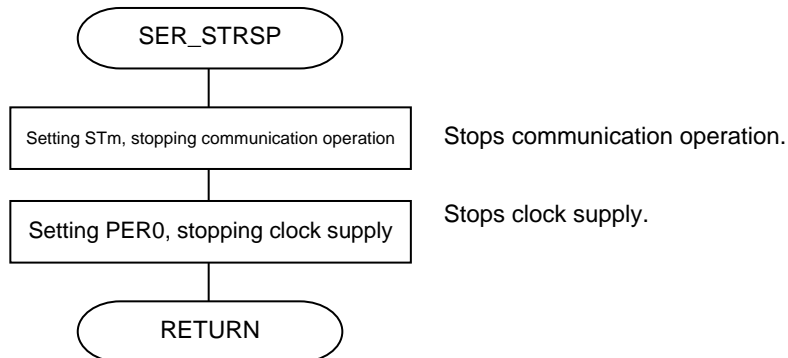 SER_STRSP
Setting STm, stopping communication operation
Stops communication operation.
Setting PER0, stopping clock supply
Stops clock supply.
RETURN